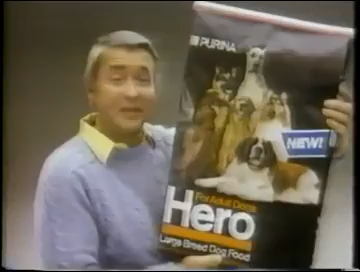 PURINA
NEW!
For Adult Dogs
Hero
Large Breed Dog Food